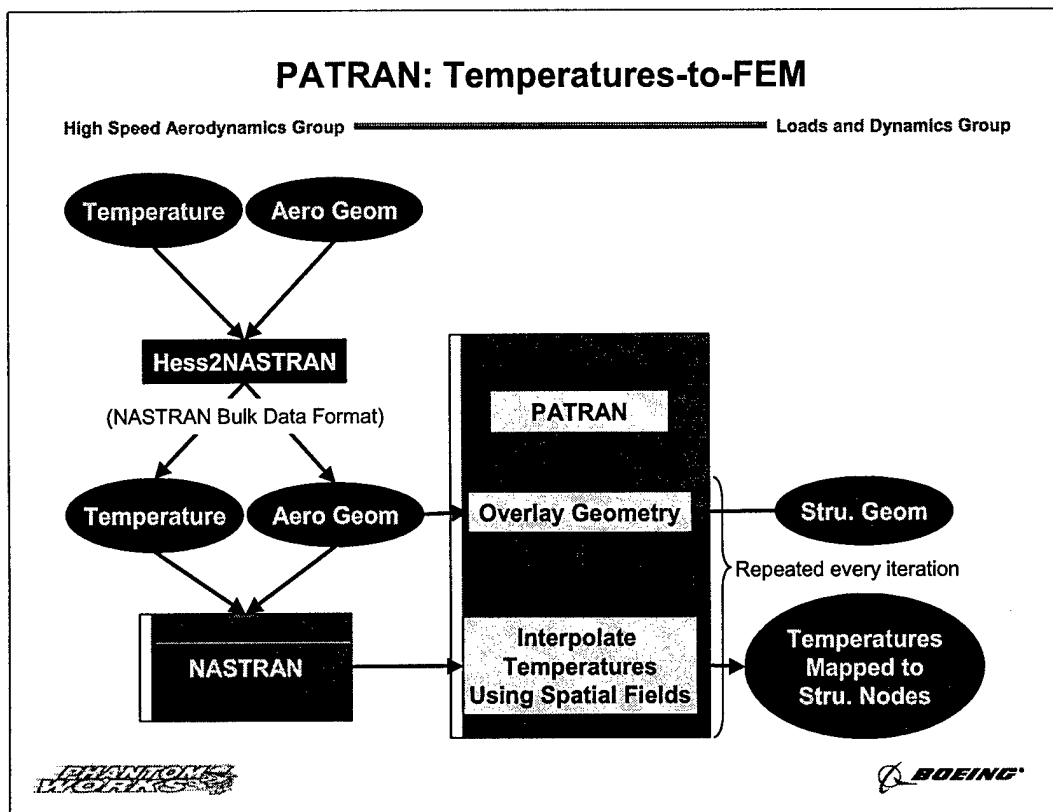 PATRAN: Temperatures-to-FEM
High Speed Aerodynamics Group
Loads and Dynamics Group
Temperature
Aero Geom
Hess2NASTRAN
(NASTRAN Bulk Data Format)
PATRAN
Temperature
Aero Geom
Overlay Geometry
Stru. Geom
Repeated every iteration
NASTRAN
Interpolate
Temperatures
Using Spatial Fields
Temperatures
Mapped to
Stru. Nodes
PHANTOM
WORKS
BOEING